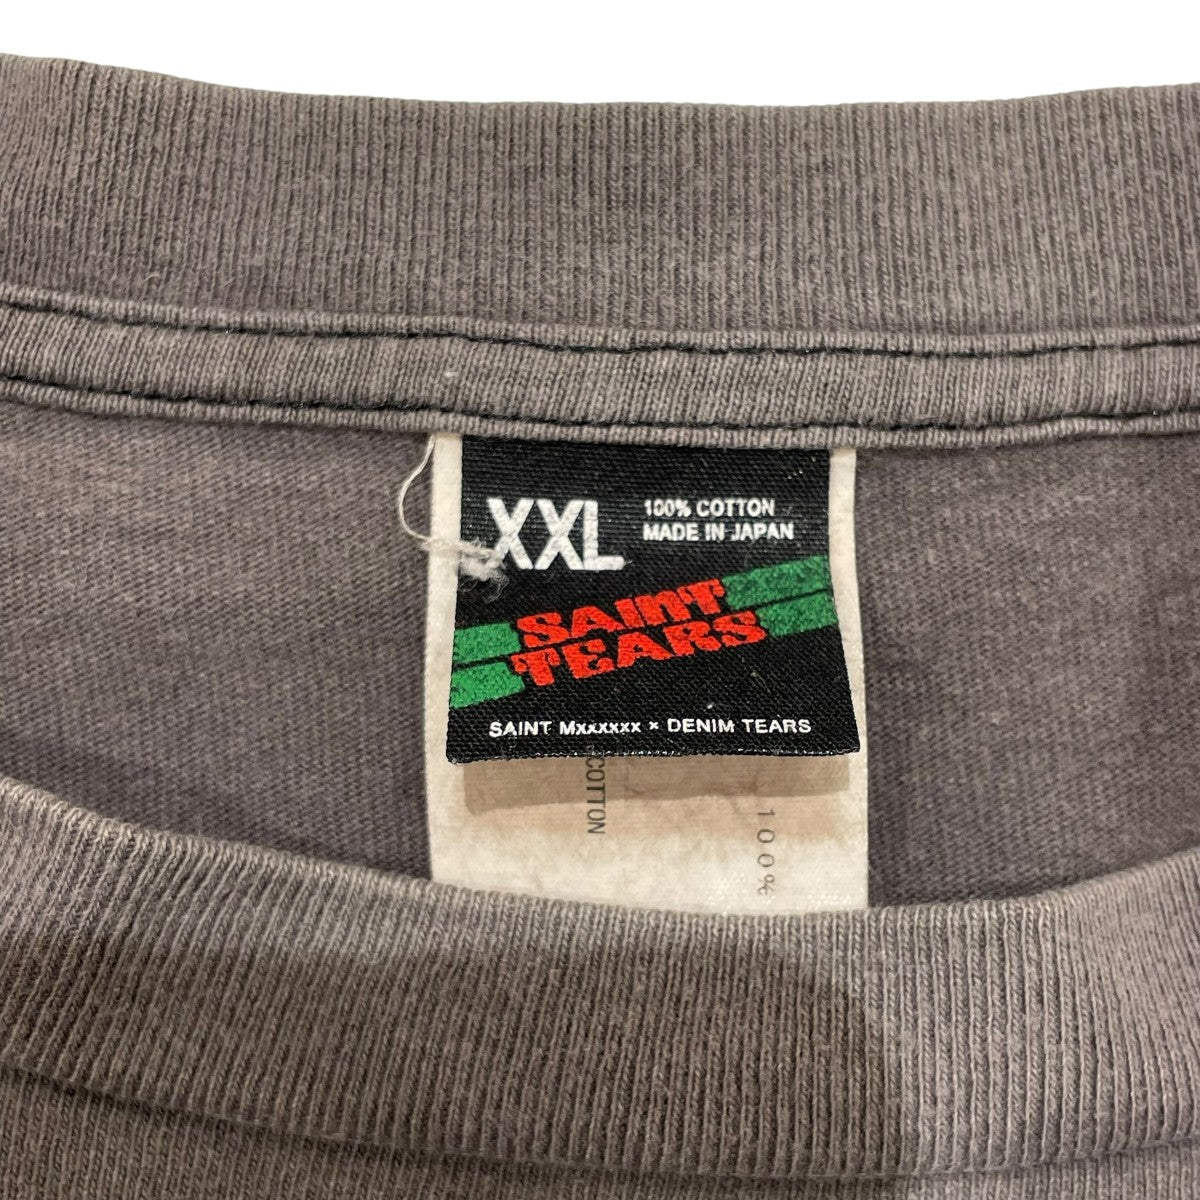 XXL
100% COTTON
MADE IN JAPAN
SAINT
TEARS
SAINT Mxxxxxx × DENIM TEARS
COTTON
100%